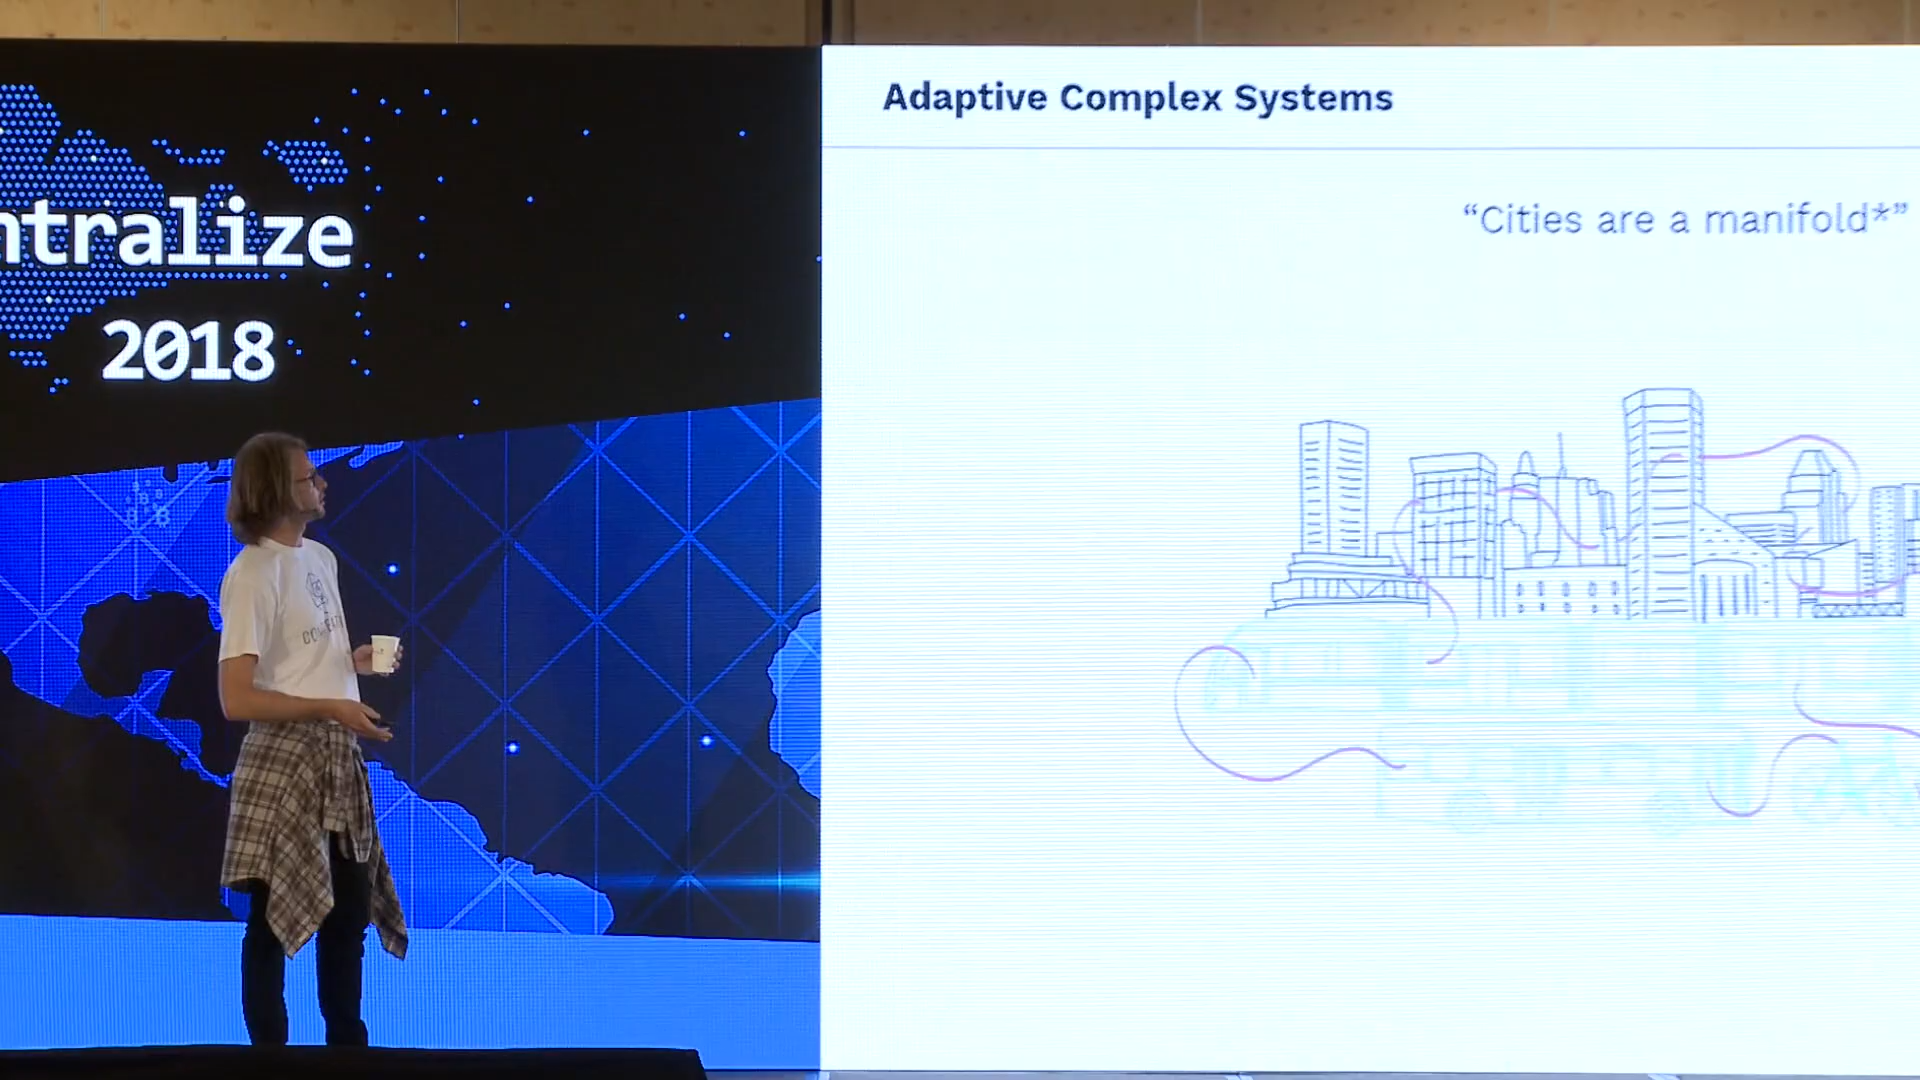 ntralize
2018
Adaptive Complex Systems
“Cities are a manifold*”